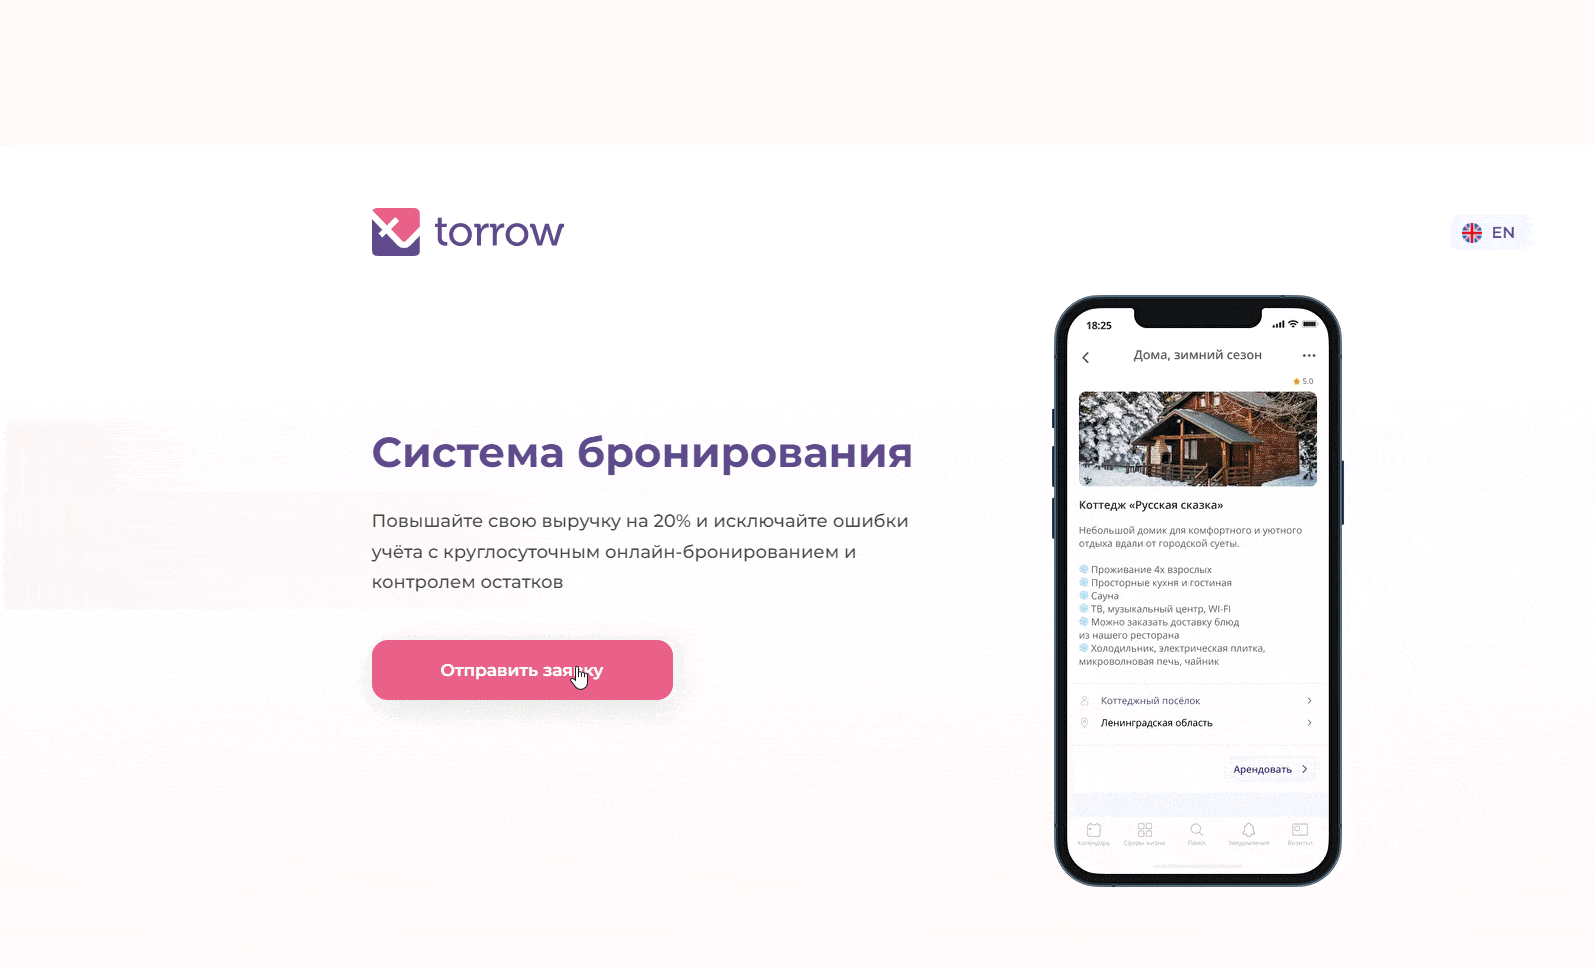 torrow
EN
Система бронирования
Повышайте свою выручку на 20% и исключайте ошибки
учёта с круглосуточным онлайн-бронированием и
контролем остатков
Отправить заявку
18:25
Дома, зимний сезон
5.0
Коттедж «Русская сказка»
Небольшой домик для комфортного и уютного
отдыха вдали от городской суеты.
Проживание 4х взрослых
Просторные кухня и гостиная
Сауна
ТВ, музыкальный центр, WI-FI
Можно заказать доставку блюд
из нашего ресторана
Холодильник, электрическая плитка,
микроволновая печь, чайник
Коттеджный посёлок
Ленинградская область
Арендовать
Календарь Сферы жизни Поиск Уведомления Визитки